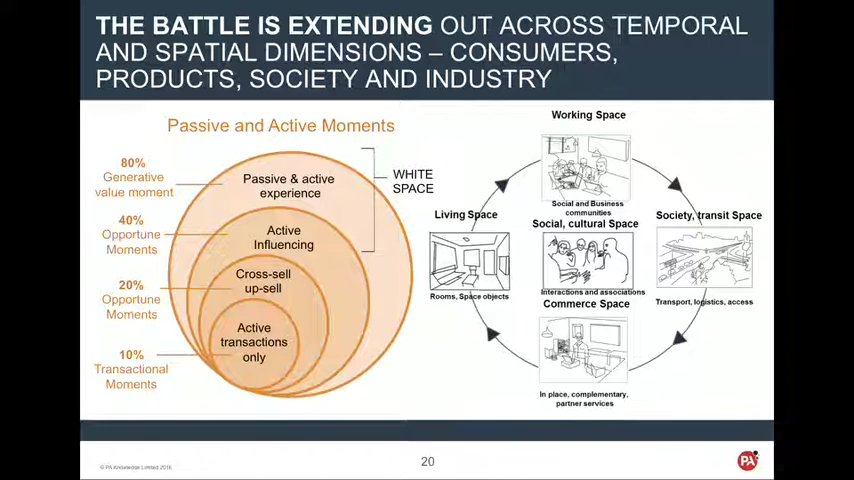 THE BATTLE IS EXTENDING OUT ACROSS TEMPORAL
AND SPATIAL DIMENSIONS – CONSUMERS,
PRODUCTS, SOCIETY AND INDUSTRY
Passive and Active Moments
80%
Generative
value moment
40%
Opportune
Moments
20%
Opportune
Moments
10%
Transactional
Moments
Passive & active
experience
Active
Influencing
Cross-sell
up-sell
Active
transactions
only
WHITE
SPACE
Working Space
Social and Business
communities
Living Space
Rooms, Space objects
Social, cultural Space
Interactions and associations
Society, transit Space
Transport, logistics, access
Commerce Space
In place, complementary,
partner services
© PA Knowledge Limited 2016
20
PA